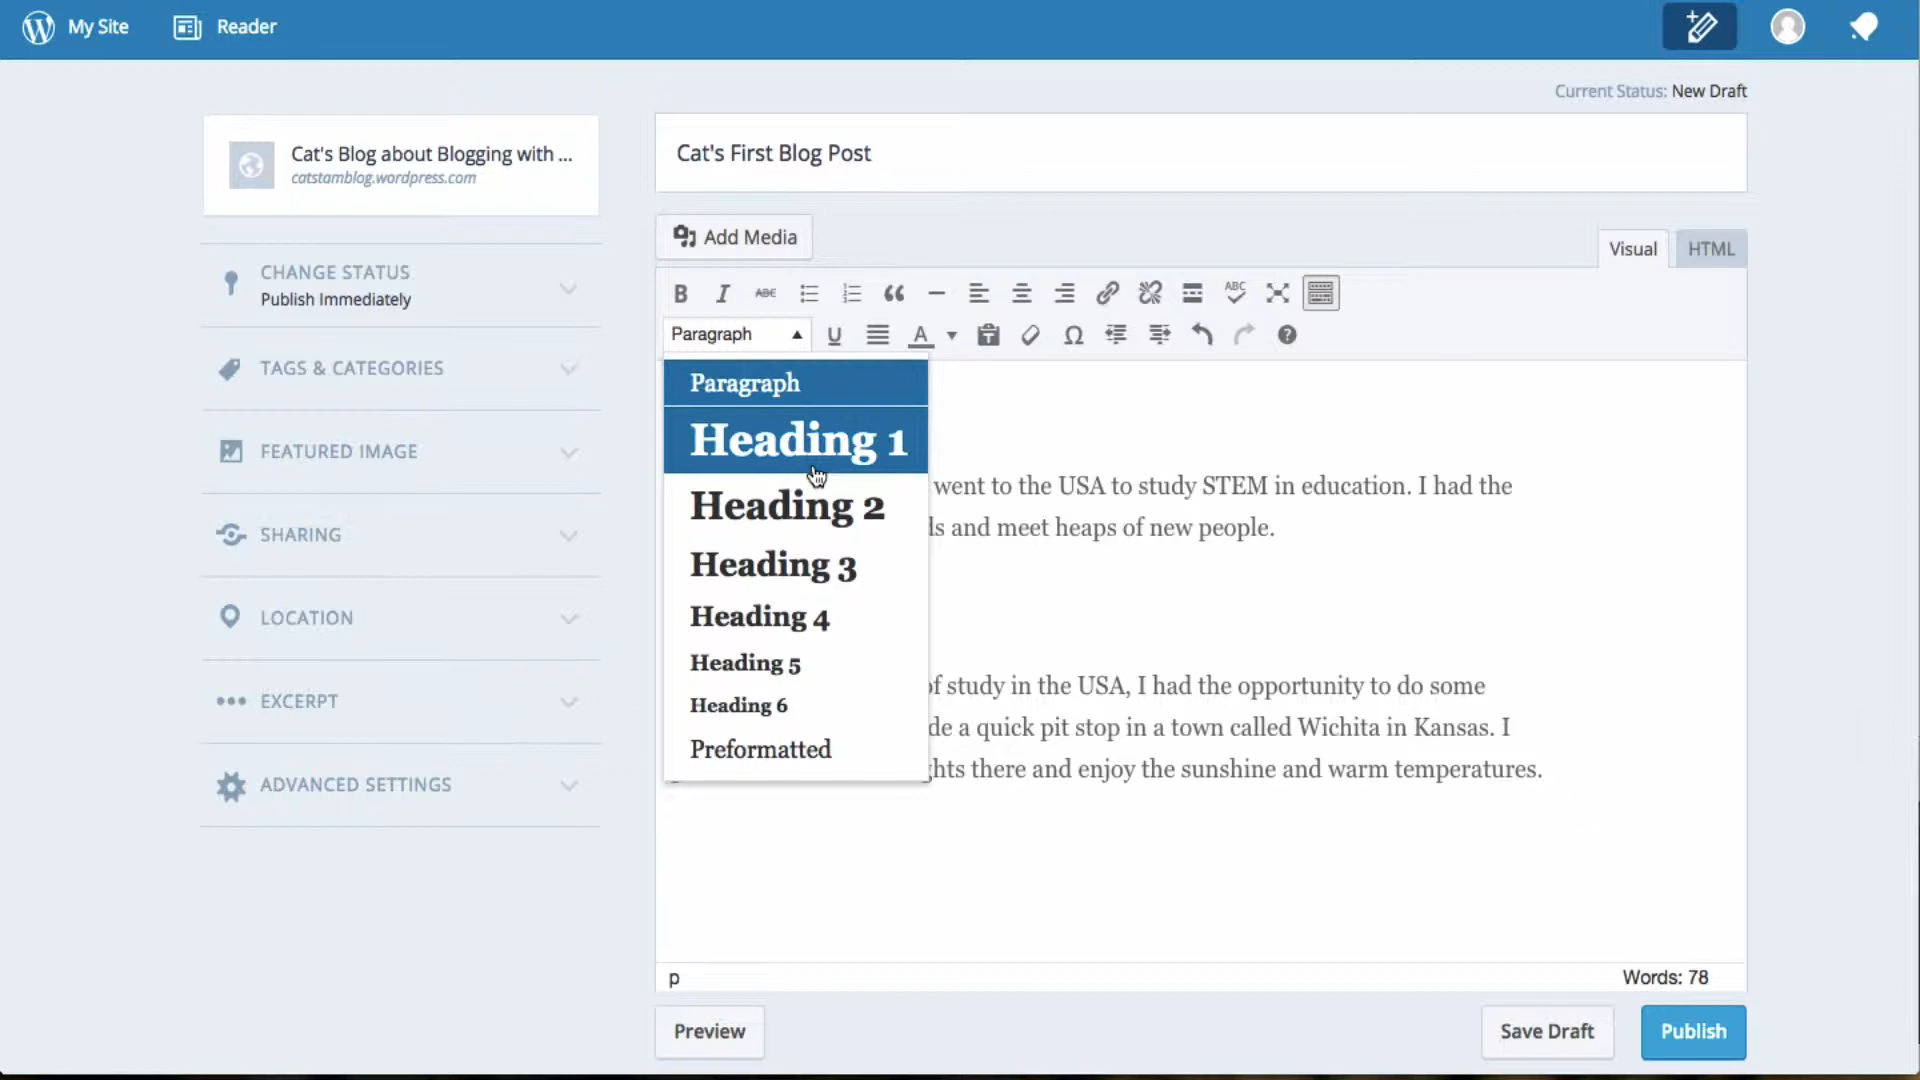 My Site
Reader
Current Status: New Draft
Cat's Blog about Blogging with ...
catstamblog.wordpress.com
CHANGE STATUS
Publish Immediately
TAGS & CATEGORIES
FEATURED IMAGE
SHARING
LOCATION
EXCERPT
ADVANCED SETTINGS
Cat's First Blog Post
Add Media
Visual
HTML
B I ABC ABC
Paragraph U A Ω
Paragraph
Heading 1
Heading 2
Heading 3
Heading 4
Heading 5
Heading 6
Preformatted
went to the USA to study STEM in education. I had the
and meet heaps of new people.
of study in the USA, I had the opportunity to do some
a quick pit stop in a town called Wichita in Kansas. I
there and enjoy the sunshine and warm temperatures.
p
Words: 78
Preview
Save Draft
Publish